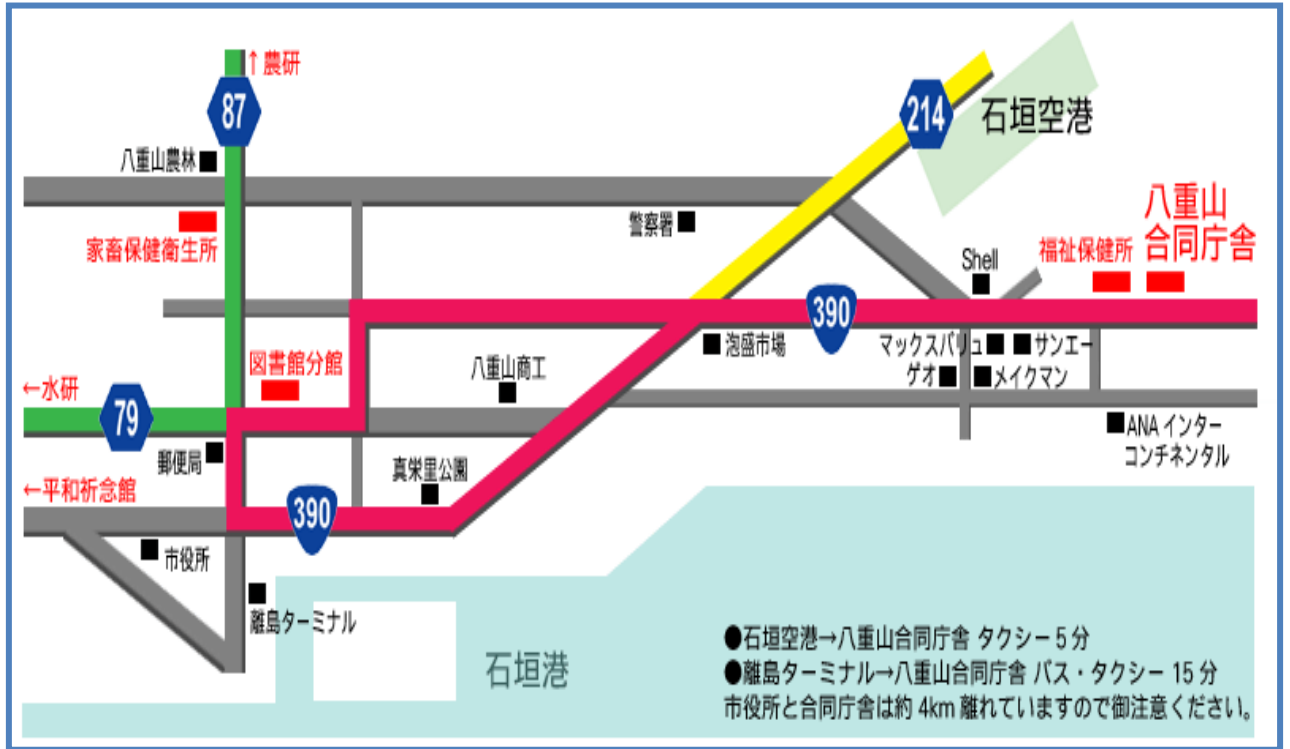 ↑農研
87
214
石垣空港
八重山農林
家畜保健衛生所
警察署
八重山
合同庁舎
福祉保健所
Shell
390
泡盛市場
マックスバリュ
サンエー
ゲオ
メイクマン
図書館分館
八重山商工
←水研
79
郵便局
真栄里公園
ANA インター
コンチネンタル
←平和祈念館
390
市役所
離島ターミナル
石垣港
●石垣空港→八重山合同庁舎 タクシー 5 分
●離島ターミナル→八重山合同庁舎 バス・タクシー 15 分
市役所と合同庁舎は約 4km 離れていますので御注意ください。